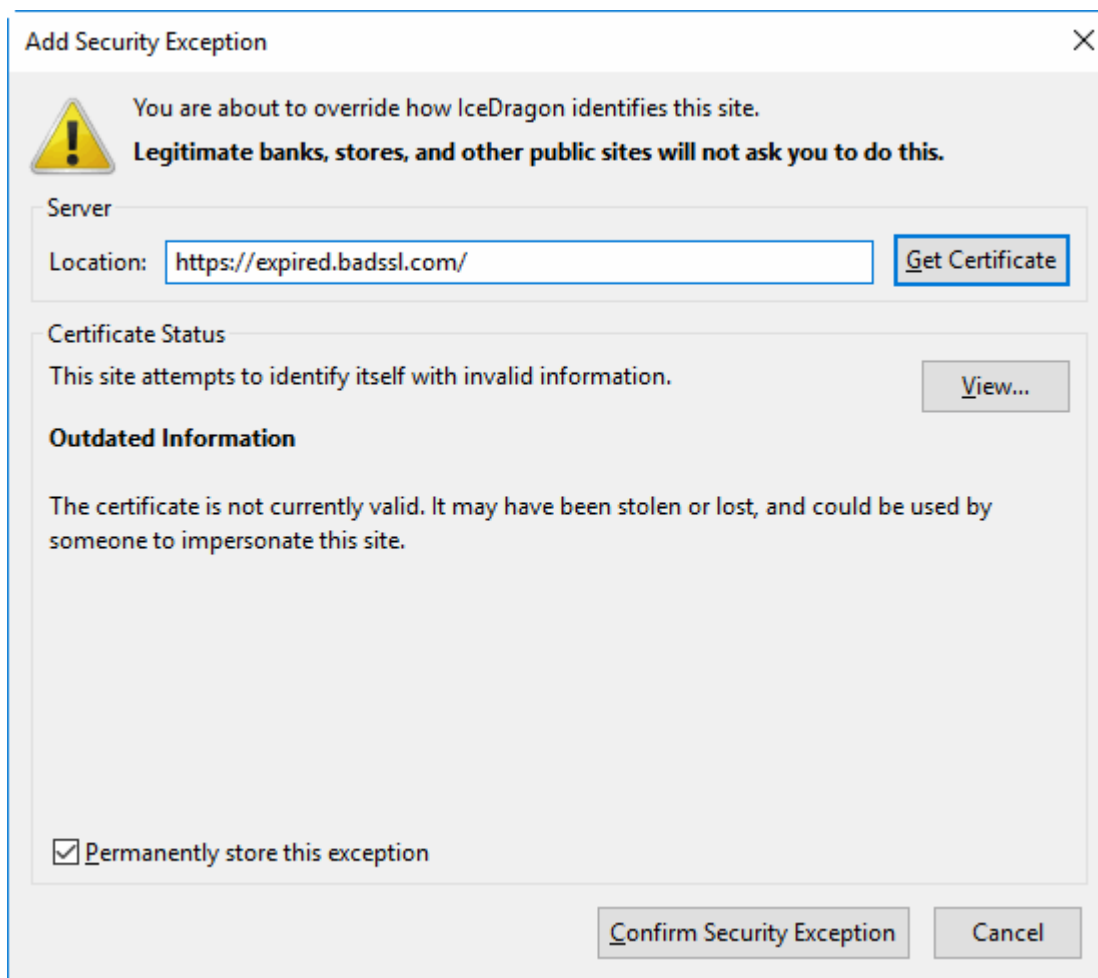 Add Security Exception
You are about to override how IceDragon identifies this site.
Legitimate banks, stores, and other public sites will not ask you to do this.
Server
Location:
https://expired.badssl.com/
Get Certificate
Certificate Status
This site attempts to identify itself with invalid information.
View...
Outdated Information
The certificate is not currently valid. It may have been stolen or lost, and could be used by
someone to impersonate this site.
Permanently store this exception
Confirm Security Exception
Cancel